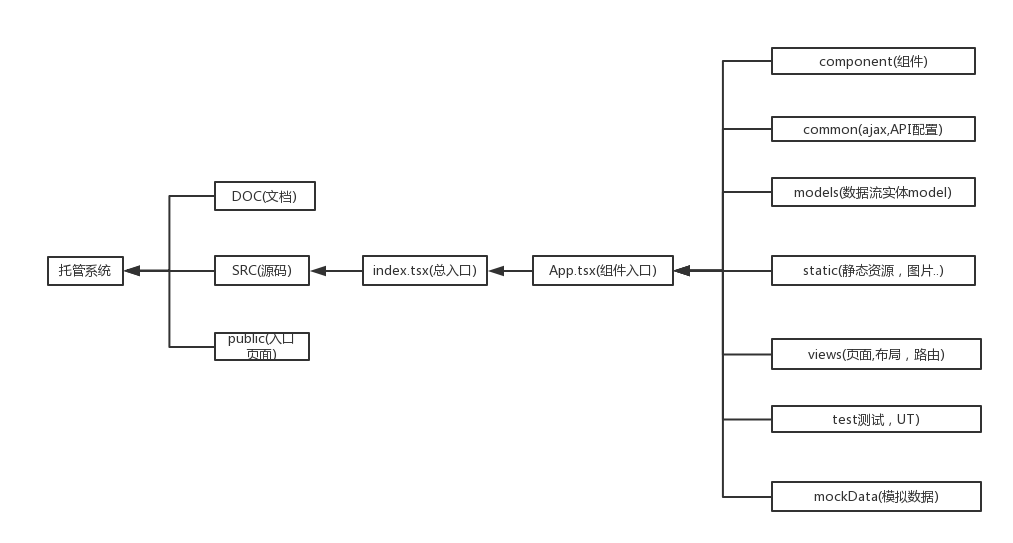 component(组件)
common(ajax,API配置)
models(数据流实体model)
DOC(文档)
托管系统
SRC(源码)
index.tsx(总入口)
App.tsx(组件入口)
static(静态资源，图片..)
public(入口
页面)
views(页面,布局，路由)
test测试，UT)
mockData(模拟数据)